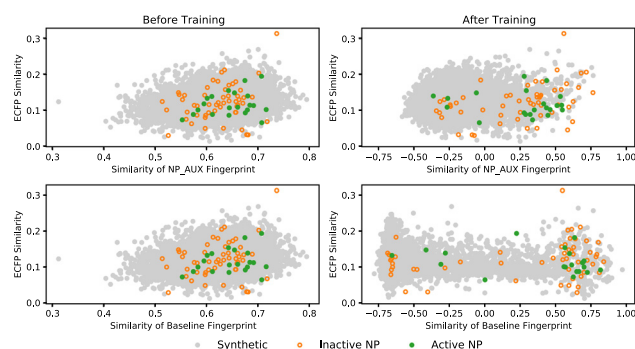 Before Training
After Training
ECFP Similarity
0.3
0.2
0.1
0.0
0.3 0.4 0.5 0.6 0.7 0.8
Similarity of NP_AUX Fingerprint
ECFP Similarity
0.3
0.2
0.1
0.0
−0.75 −0.50 −0.25 0.00 0.25 0.50 0.75 1.00
Similarity of NP_AUX Fingerprint
ECFP Similarity
0.3
0.2
0.1
0.0
0.3 0.4 0.5 0.6 0.7 0.8
Similarity of Baseline Fingerprint
ECFP Similarity
0.3
0.2
0.1
0.0
−0.75 −0.50 −0.25 0.00 0.25 0.50 0.75 1.00
Similarity of Baseline Fingerprint
Synthetic Inactive NP Active NP